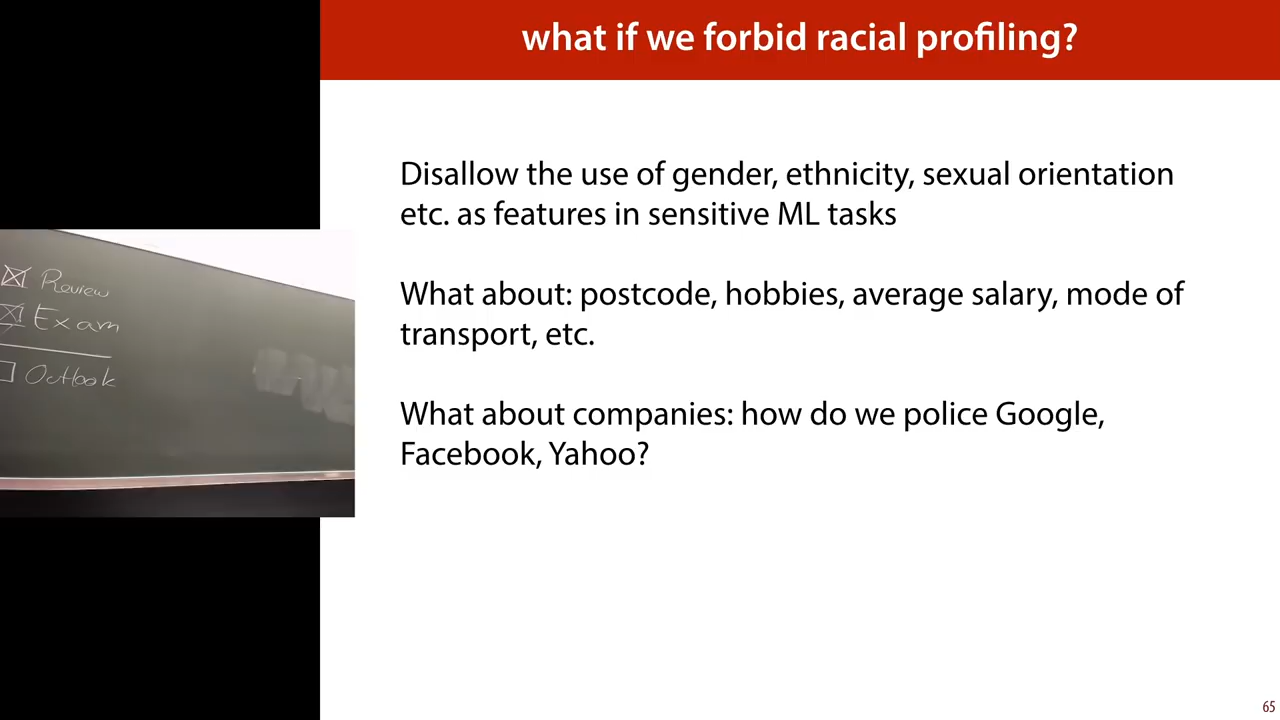 what if we forbid racial profiling?
Disallow the use of gender, ethnicity, sexual orientation
etc. as features in sensitive ML tasks
What about: postcode, hobbies, average salary, mode of
transport, etc.
What about companies: how do we police Google,
Facebook, Yahoo?
Review
Exam
Outlook
65